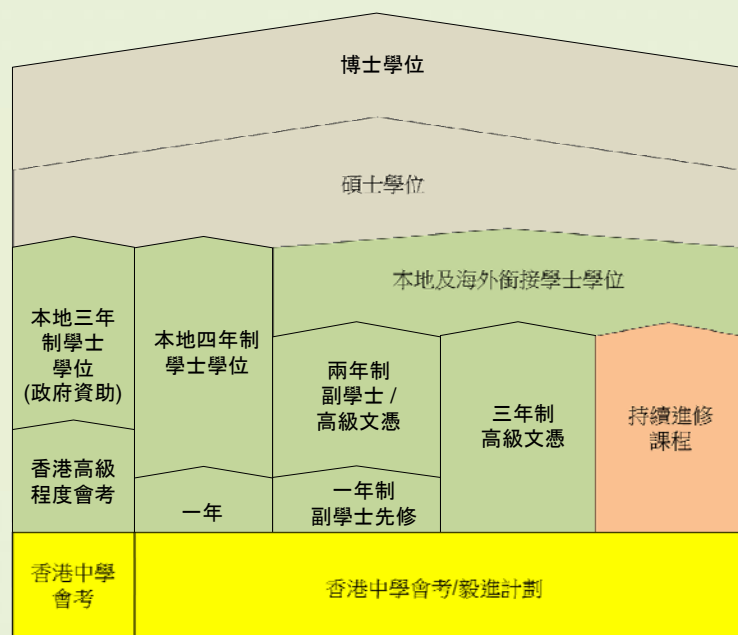 博士學位
碩士學位
本地及海外銜接學士學位
本地三年
制學士
學位
(政府資助)
本地四年制
學士學位
兩年制
副學士 /
高級文憑
三年制
高級文憑
持續進修
課程
香港高級
程度會考
一年
一年制
副學士先修
香港中學
會考
香港中學會考/毅進計劃